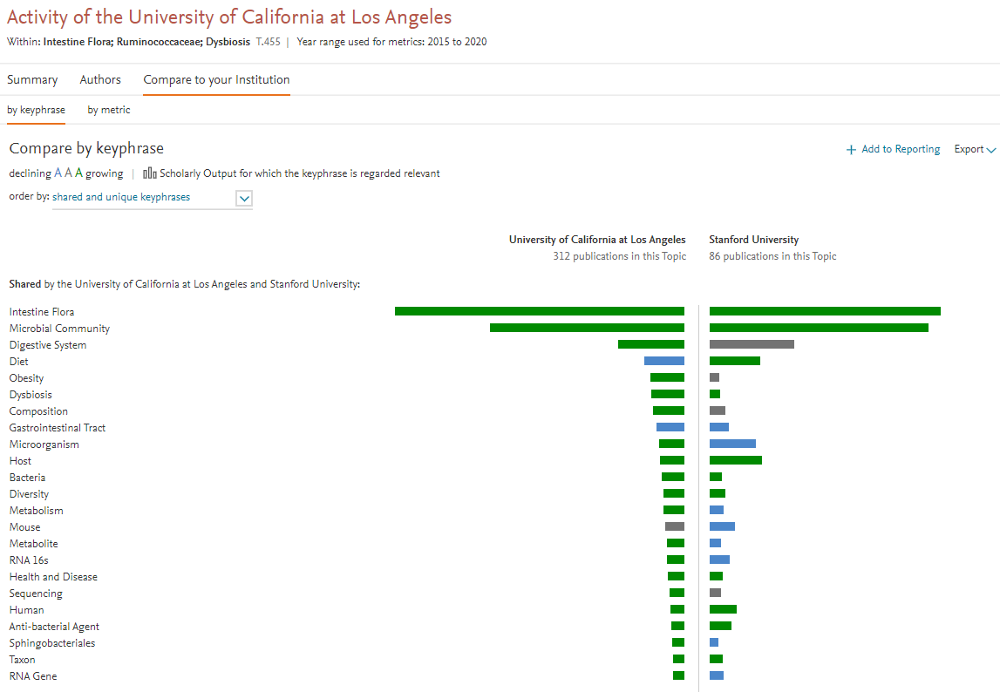 Activity of the University of California at Los Angeles
Within: Intestine Flora; Ruminococcaceae; Dysbiosis T.455 | Year range used for metrics: 2015 to 2020
Summary Authors Compare to your Institution
by keyphrase by metric
Compare by keyphrase
+ Add to Reporting Export
declining A A A growing | Scholarly Output for which the keyphrase is regarded relevant
order by: shared and unique keyphrases
University of California at Los Angeles Stanford University
312 publications in this Topic 86 publications in this Topic
Shared by the University of California at Los Angeles and Stanford University:
Intestine Flora
Microbial Community
Digestive System
Diet
Obesity
Dysbiosis
Composition
Gastrointestinal Tract
Microorganism
Host
Bacteria
Diversity
Metabolism
Mouse
Metabolite
RNA 16s
Health and Disease
Sequencing
Human
Anti-bacterial Agent
Sphingobacteriales
Taxon
RNA Gene